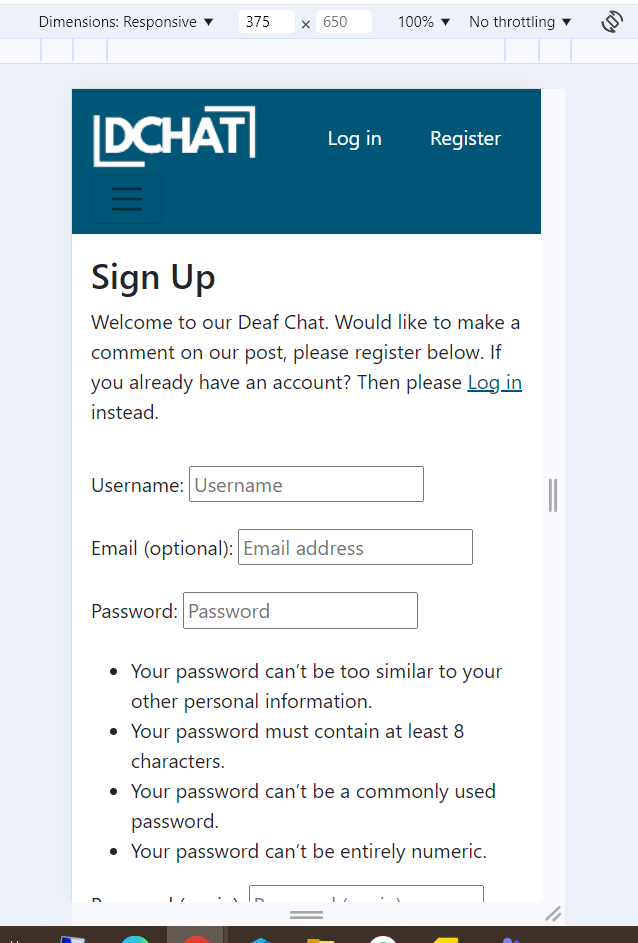 Dimensions: Responsive ▼ 375 × 650 100% ▼ No throttling ▼
DCHAT
Log in Register
Sign Up
Welcome to our Deaf Chat. Would like to make a
comment on our post, please register below. If
you already have an account? Then please Log in
instead.
Username: Username
Email (optional): Email address
Password: Password
• Your password can’t be too similar to your
other personal information.
• Your password must contain at least 8
characters.
• Your password can’t be a commonly used
password.
• Your password can’t be entirely numeric.